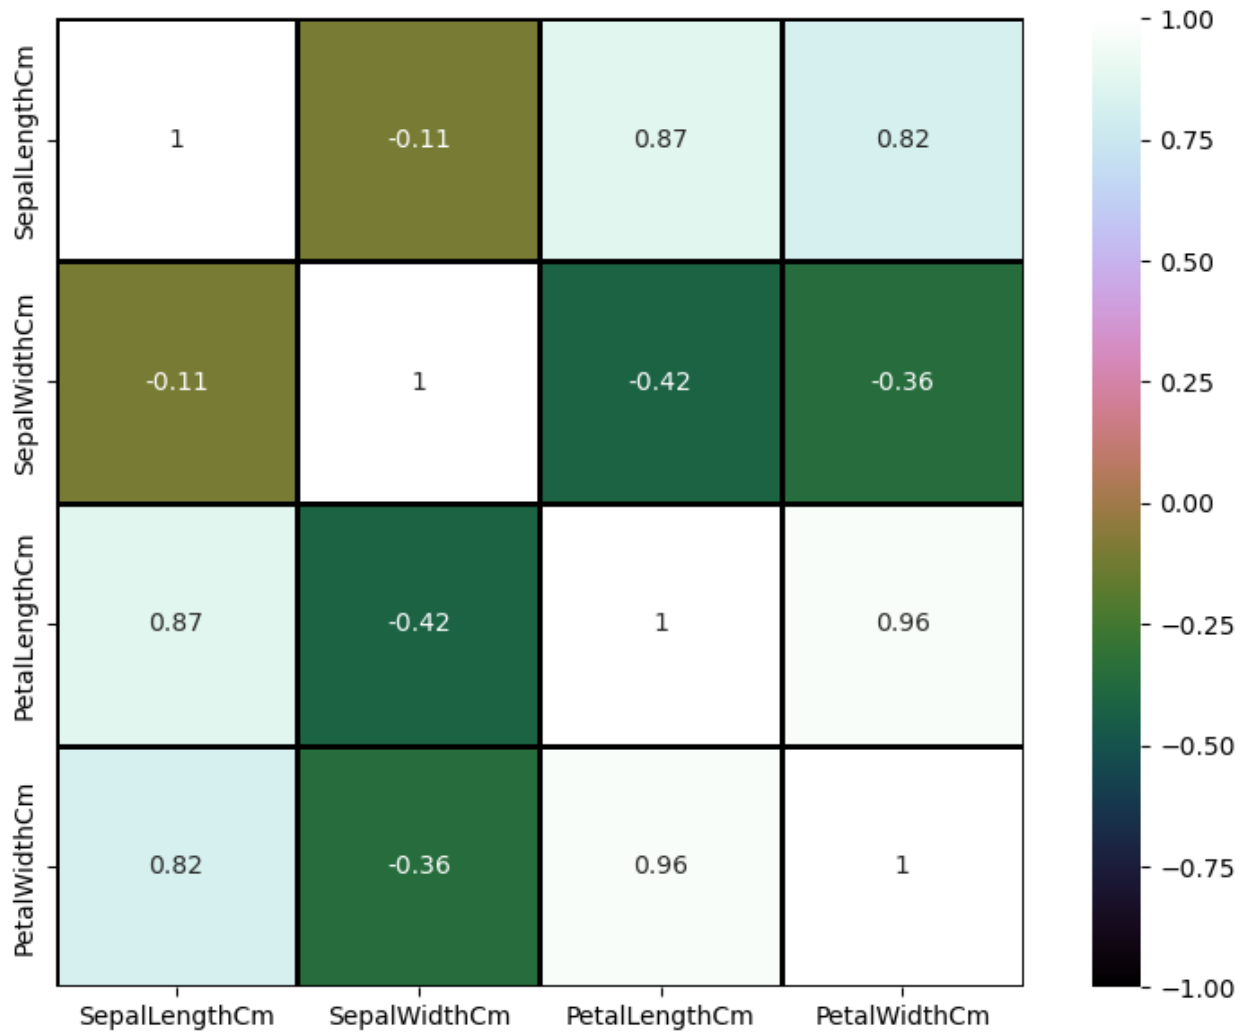 SepalLengthCm
1 -0.11 0.87 0.82
SepalWidthCm
-0.11 1 -0.42 -0.36
PetalLengthCm
0.87 -0.42 1 0.96
PetalWidthCm
0.82 -0.36 0.96 1
SepalLengthCm SepalWidthCm PetalLengthCm PetalWidthCm
1.00
0.75
0.50
0.25
0.00
−0.25
−0.50
−0.75
−1.00